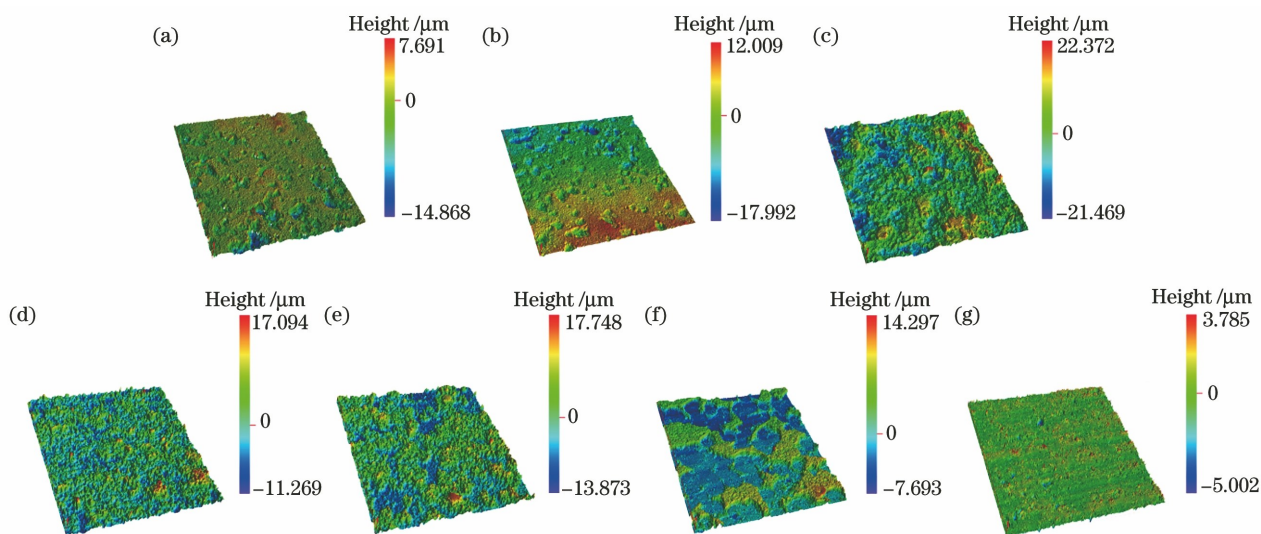 (a)
Height /μm
7.691
0
−14.868
(b)
Height /μm
12.009
0
−17.992
(c)
Height /μm
22.372
0
−21.469
(d)
Height /μm
17.094
0
−11.269
(e)
Height /μm
17.748
0
−13.873
(f)
Height /μm
14.297
0
−7.693
(g)
Height /μm
3.785
0
−5.002